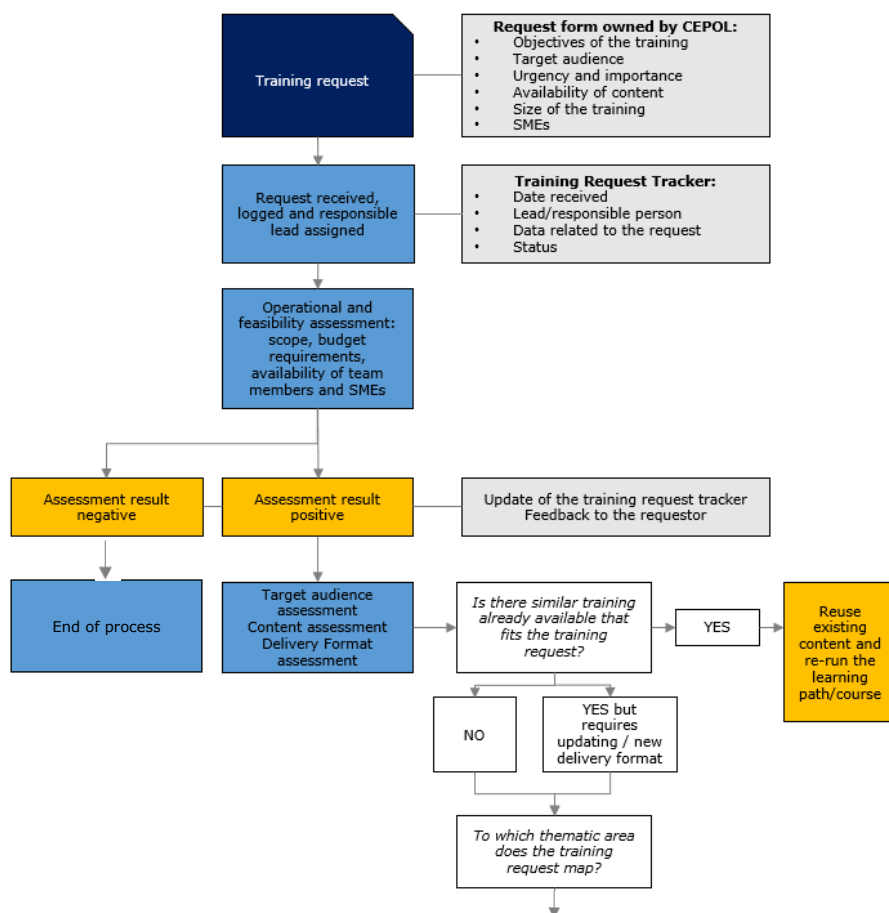 Training request
Request form owned by CEPOL:
• Objectives of the training
• Target audience
• Urgency and importance
• Availability of content
• Size of the training
• SMEs
Request received,
logged and responsible
lead assigned
Training Request Tracker:
• Date received
• Lead/responsible person
• Data related to the request
• Status
Operational and
feasibility assessment:
scope, budget
requirements,
availability of team
members and SMEs
Assessment result
negative
Assessment result
positive
Update of the training request tracker
Feedback to the requestor
End of process
Target audience
assessment
Content assessment
Delivery Format
assessment
Is there similar training
already available that
fits the training
request?
YES
Reuse
existing
content and
re-run the
learning
path/course
NO
YES but
requires
updating / new
delivery format
To which thematic area
does the training
request map?